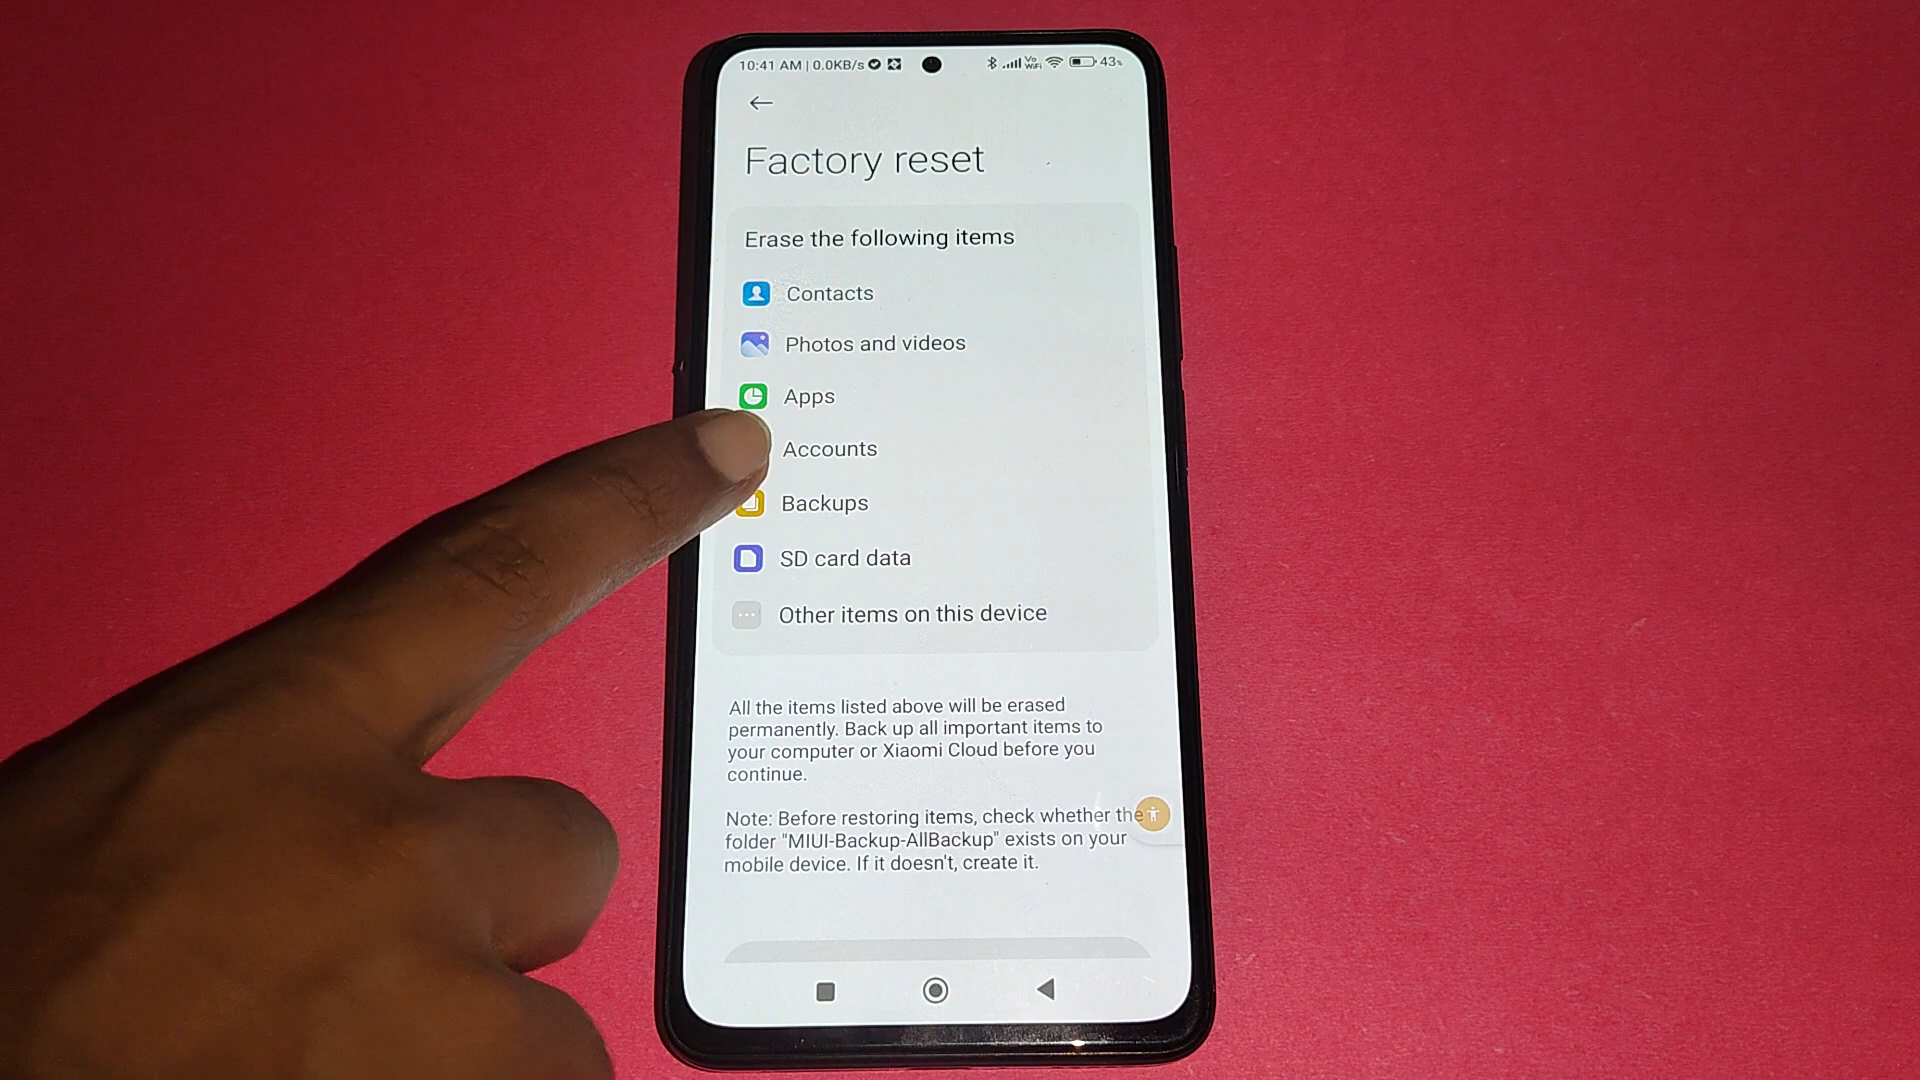 10:41 AM | 0.0KB/s Vo WiFi 43%
Factory reset
Erase the following items
Contacts
Photos and videos
Apps
Accounts
Backups
SD card data
Other items on this device
All the items listed above will be erased
permanently. Back up all important items to
your computer or Xiaomi Cloud before you
continue.
Note: Before restoring items, check whether the
folder "MIUI-Backup-AllBackup" exists on your
mobile device. If it doesn't, create it.